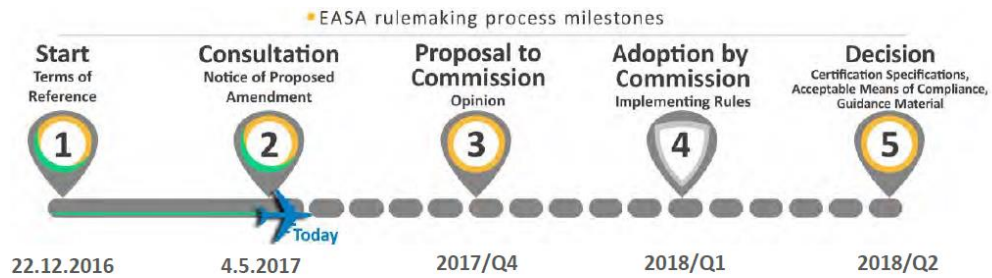 EASA rulemaking process milestones
Start
Terms of
Reference
1
Consultation
Notice of Proposed
Amendment
2
Proposal to
Commission
Opinion
3
Adoption by
Commission
Implementing Rules
4
Decision
Certification Specifications,
Acceptable Means of Compliance,
Guidance Material
5
Today
22.12.2016
4.5.2017
2017/Q4
2018/Q1
2018/Q2